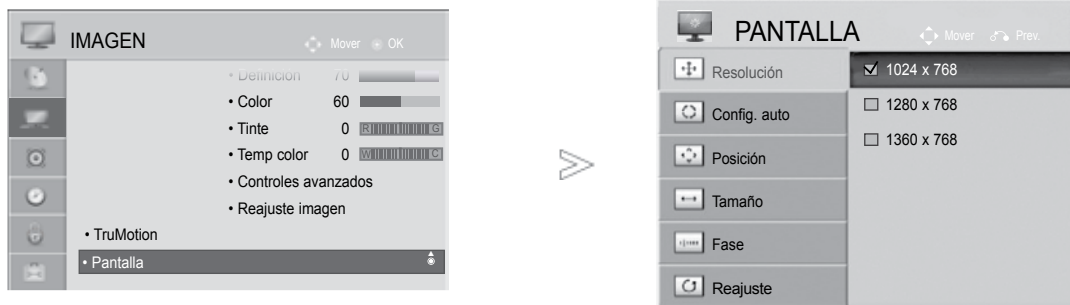 IMAGEN
Mover OK
• Definición 70
• Color 60
• Tinte 0 R G
• Temp color 0 W C
• Controles avanzados
• Reajuste imagen
• TruMotion
• Pantalla
PANTALLA
Mover Prev.
Resolución
Config. auto
Posición
Tamaño
Fase
Reajuste
1024 x 768
1280 x 768
1360 x 768